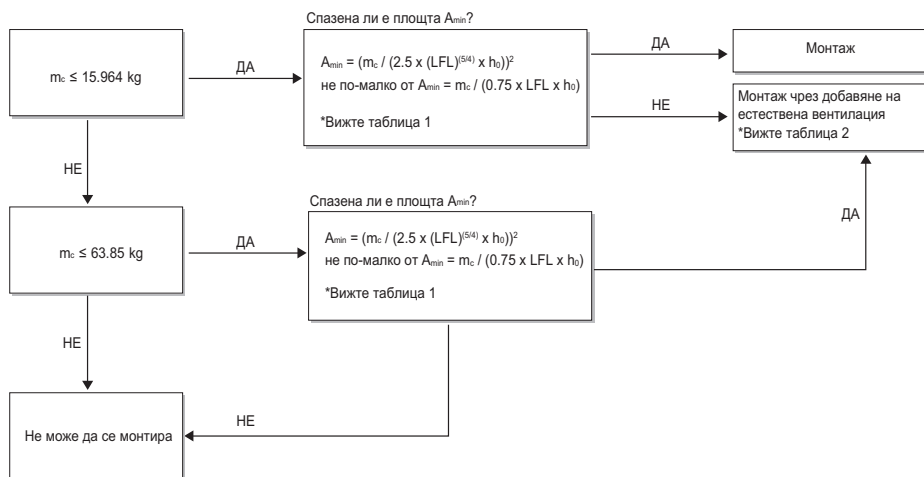 Спазена ли е площта Amin?
mc ≤ 15.964 kg
ДА
Amin = (mc / (2.5 x (LFL)(5/4) x h0))2
не по-малко от Amin = mc / (0.75 x LFL x h0)
*Вижте таблица 1
ДА
Монтаж
НЕ
Монтаж чрез добавяне на
естествена вентилация
*Вижте таблица 2
НЕ
Спазена ли е площта Amin?
mc ≤ 63.85 kg
ДА
Amin = (mc / (2.5 x (LFL)(5/4) x h0))2
не по-малко от Amin = mc / (0.75 x LFL x h0)
*Вижте таблица 1
ДА
НЕ
НЕ
Не може да се монтира